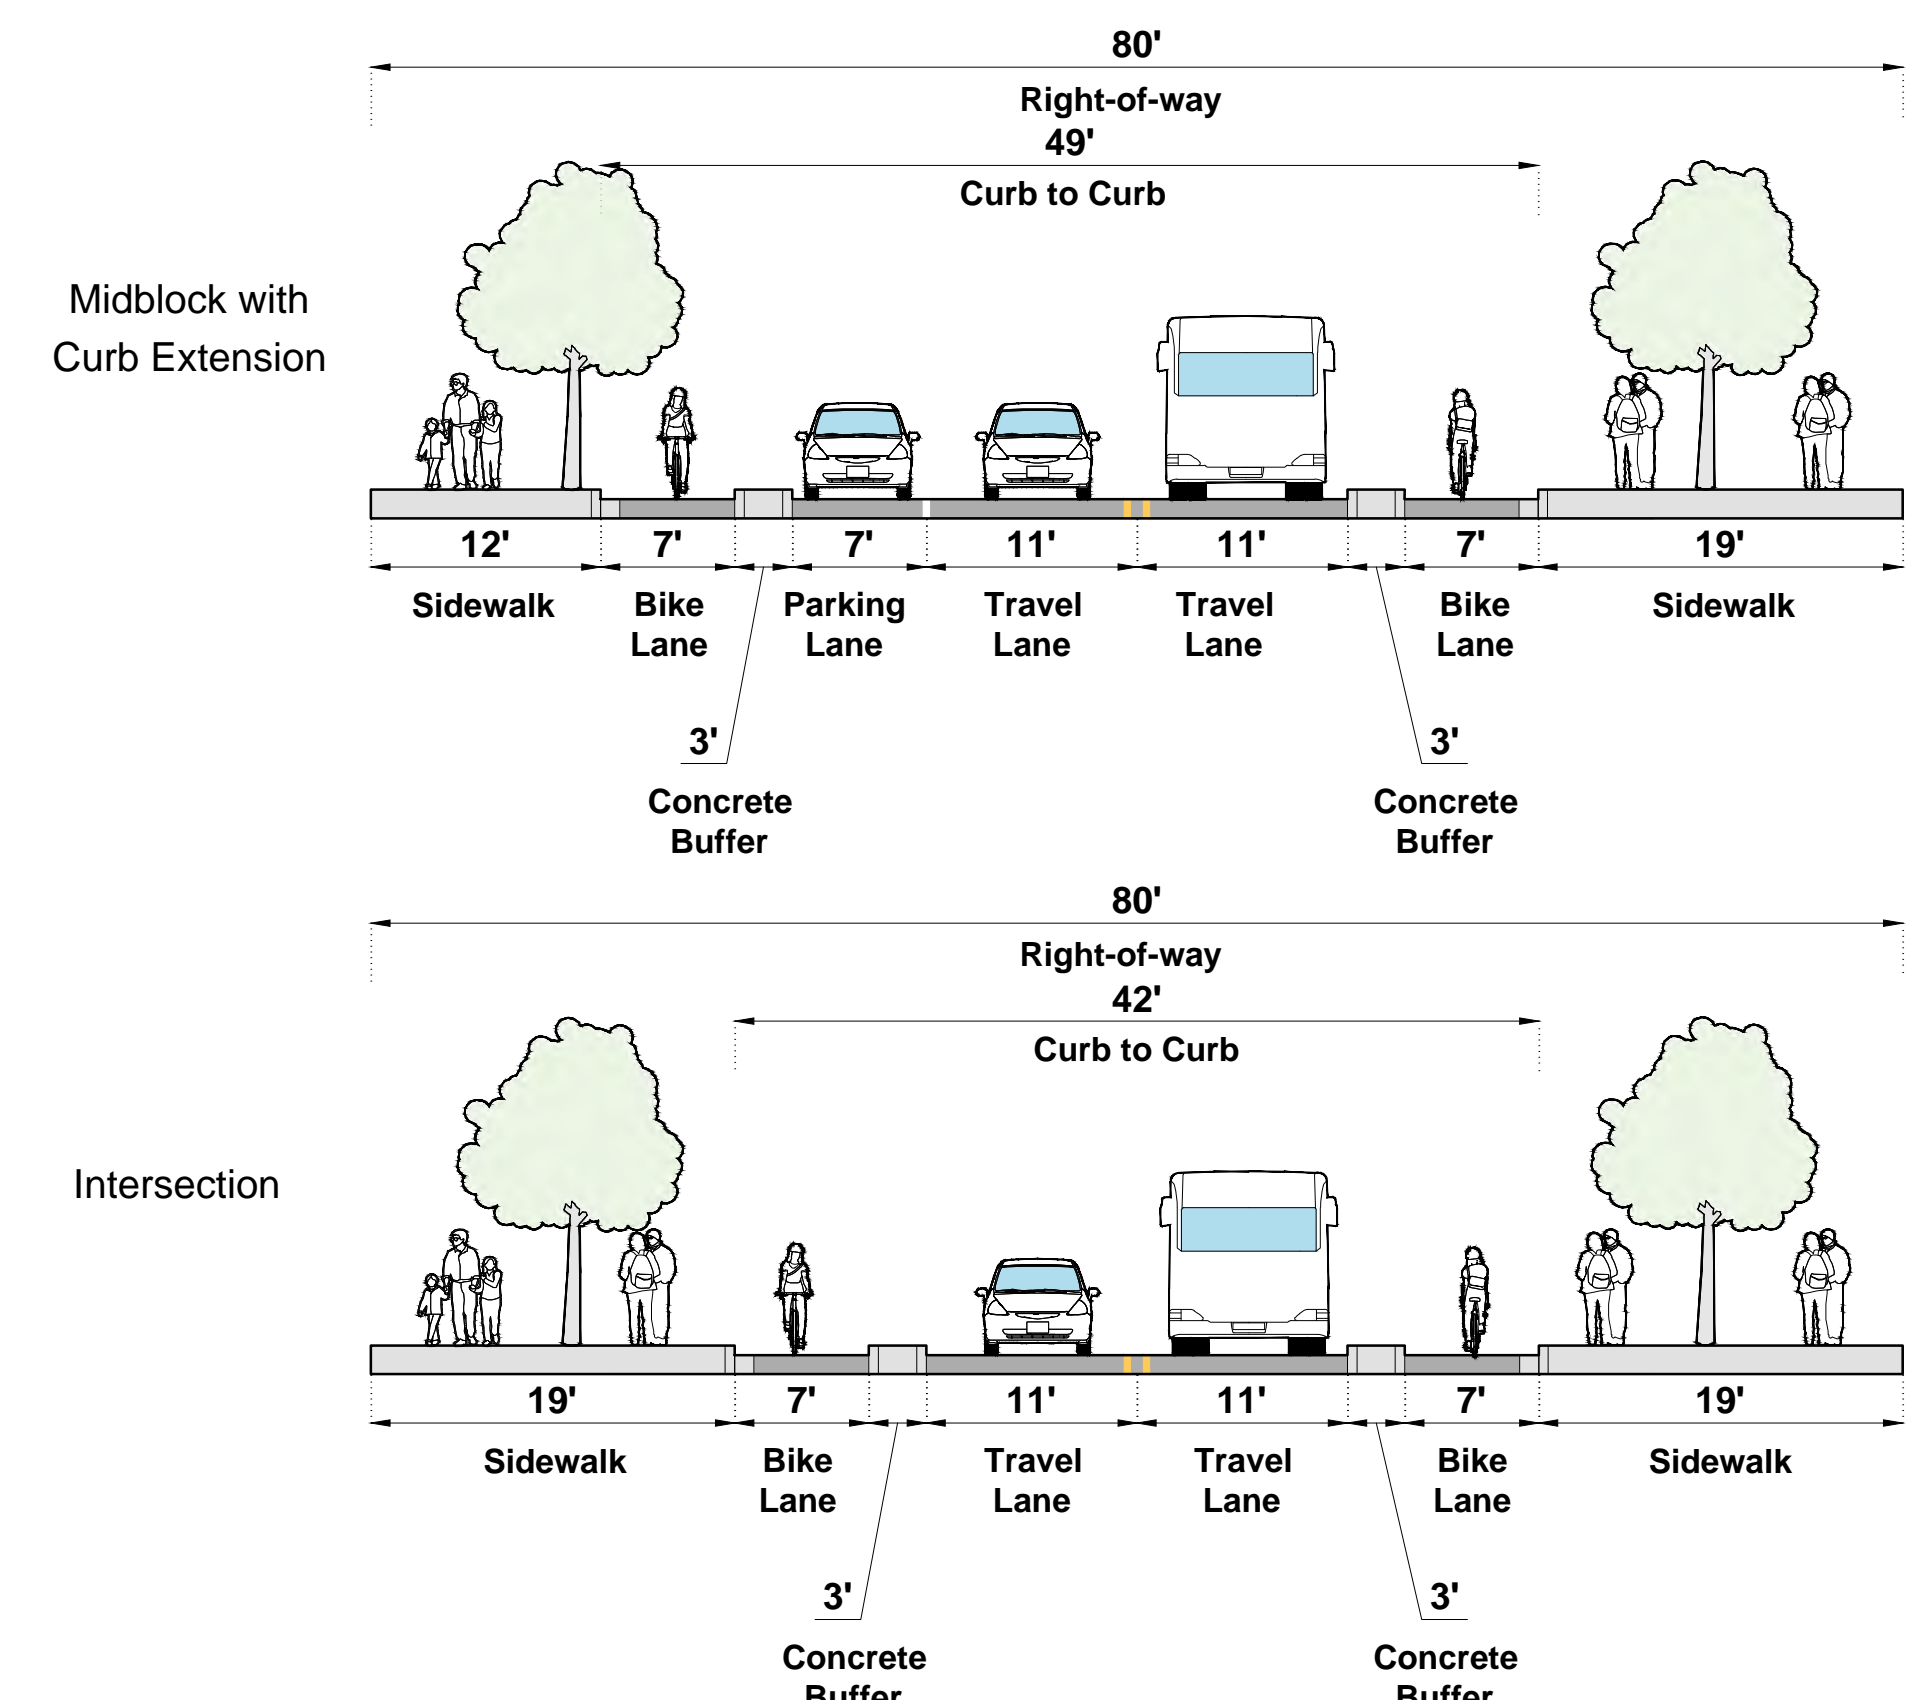 80'
Right-of-way
49'
Curb to Curb
Midblock with
Curb Extension
12' 7' 7' 11' 11' 7' 19'
Sidewalk Bike Parking Travel Travel Bike Sidewalk
Lane Lane Lane Lane Lane
3' 3'
Concrete Concrete
Buffer Buffer
80'
Right-of-way
42'
Curb to Curb
Intersection
19' 7' 11' 11' 7' 19'
Sidewalk Bike Travel Travel Bike Sidewalk
Lane Lane Lane Lane
3' 3'
Concrete Concrete
Buffer Buffer